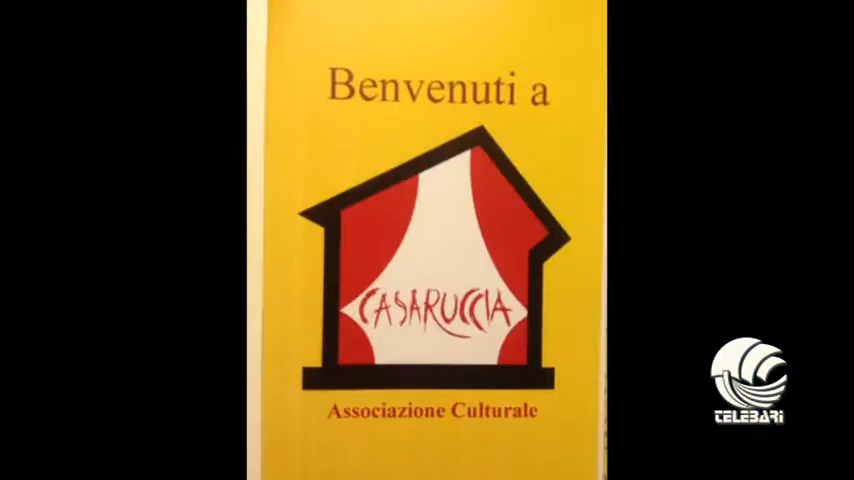 Benvenuti a
CASARUCCIA
Associazione Culturale
TELEBARI